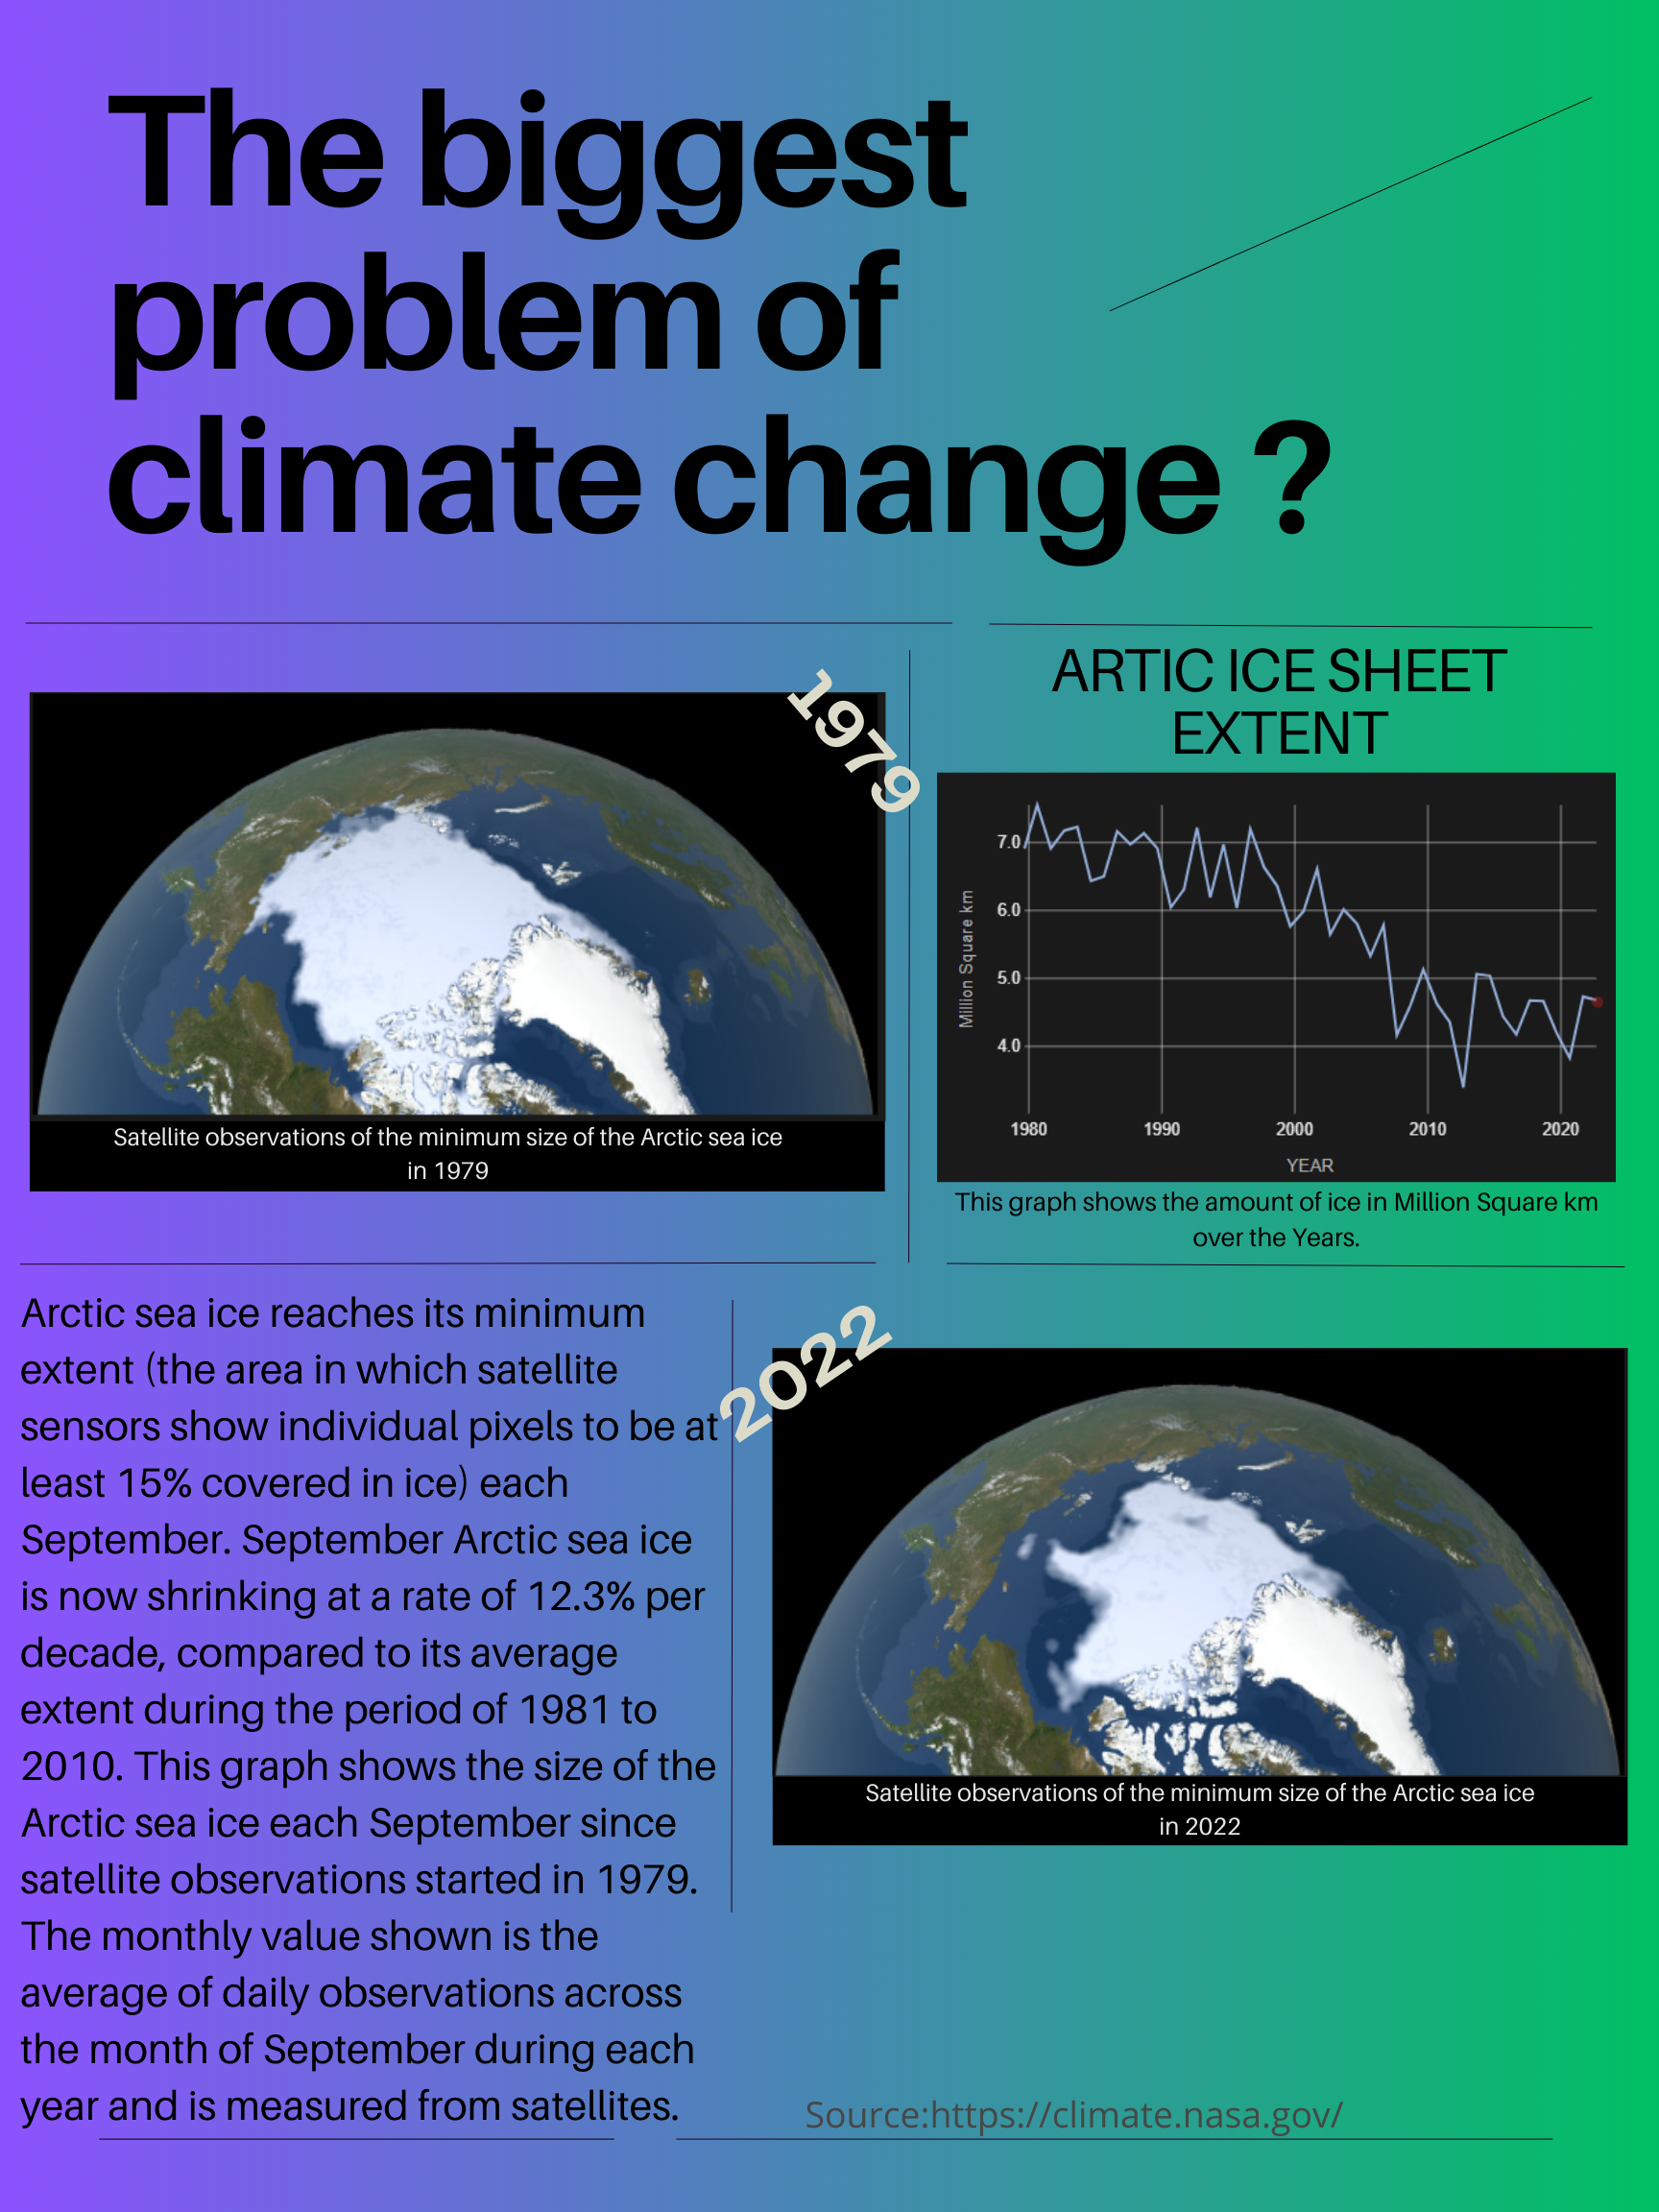 The biggest
problem of
climate change ?
1979
Satellite observations of the minimum size of the Arctic sea ice
in 1979
ARTIC ICE SHEET
EXTENT
Million Square km
7.0
6.0
5.0
4.0
1980 1990 2000 2010 2020
YEAR
This graph shows the amount of ice in Million Square km
over the Years.
Arctic sea ice reaches its minimum
extent (the area in which satellite
sensors show individual pixels to be at
least 15% covered in ice) each
September. September Arctic sea ice
is now shrinking at a rate of 12.3% per
decade, compared to its average
extent during the period of 1981 to
2010. This graph shows the size of the
Arctic sea ice each September since
satellite observations started in 1979.
The monthly value shown is the
average of daily observations across
the month of September during each
year and is measured from satellites.
2022
Satellite observations of the minimum size of the Arctic sea ice
in 2022
Source:https://climate.nasa.gov/